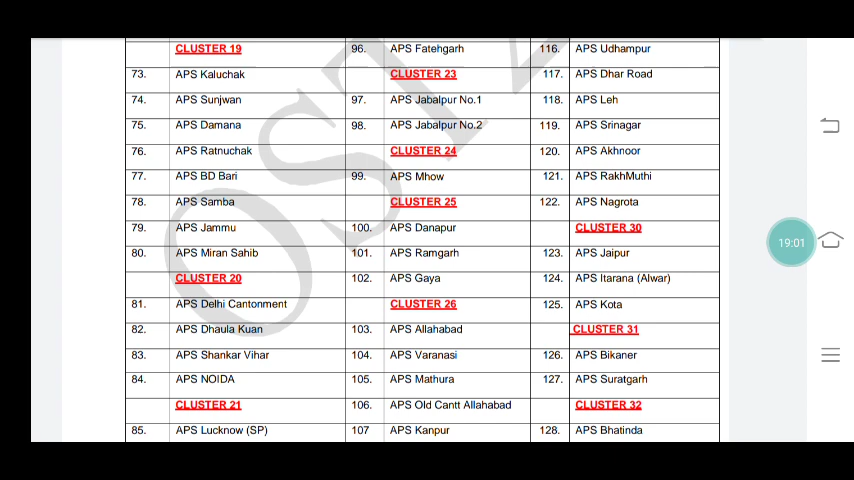 CLUSTER 19
73. APS Kaluchak
74. APS Sunjwan
75. APS Damana
76. APS Ratnuchak
77. APS BD Bari
78. APS Samba
79. APS Jammu
80. APS Miran Sahib
CLUSTER 20
81. APS Delhi Cantonment
82. APS Dhaula Kuan
83. APS Shankar Vihar
84. APS NOIDA
CLUSTER 21
85. APS Lucknow (SP)
96. APS Fatehgarh
CLUSTER 23
97. APS Jabalpur No.1
98. APS Jabalpur No.2
CLUSTER 24
99. APS Mhow
CLUSTER 25
100. APS Danapur
101. APS Ramgarh
102. APS Gaya
CLUSTER 26
103. APS Allahabad
104. APS Varanasi
105. APS Mathura
106. APS Old Cantt Allahabad
107 APS Kanpur
116. APS Udhampur
117. APS Dhar Road
118. APS Leh
119. APS Srinagar
120. APS Akhnoor
121. APS RakhMuthi
122. APS Nagrota
CLUSTER 30
123. APS Jaipur
124. APS Itarana (Alwar)
125. APS Kota
CLUSTER 31
126. APS Bikaner
127. APS Suratgarh
CLUSTER 32
128. APS Bhatinda
19:01